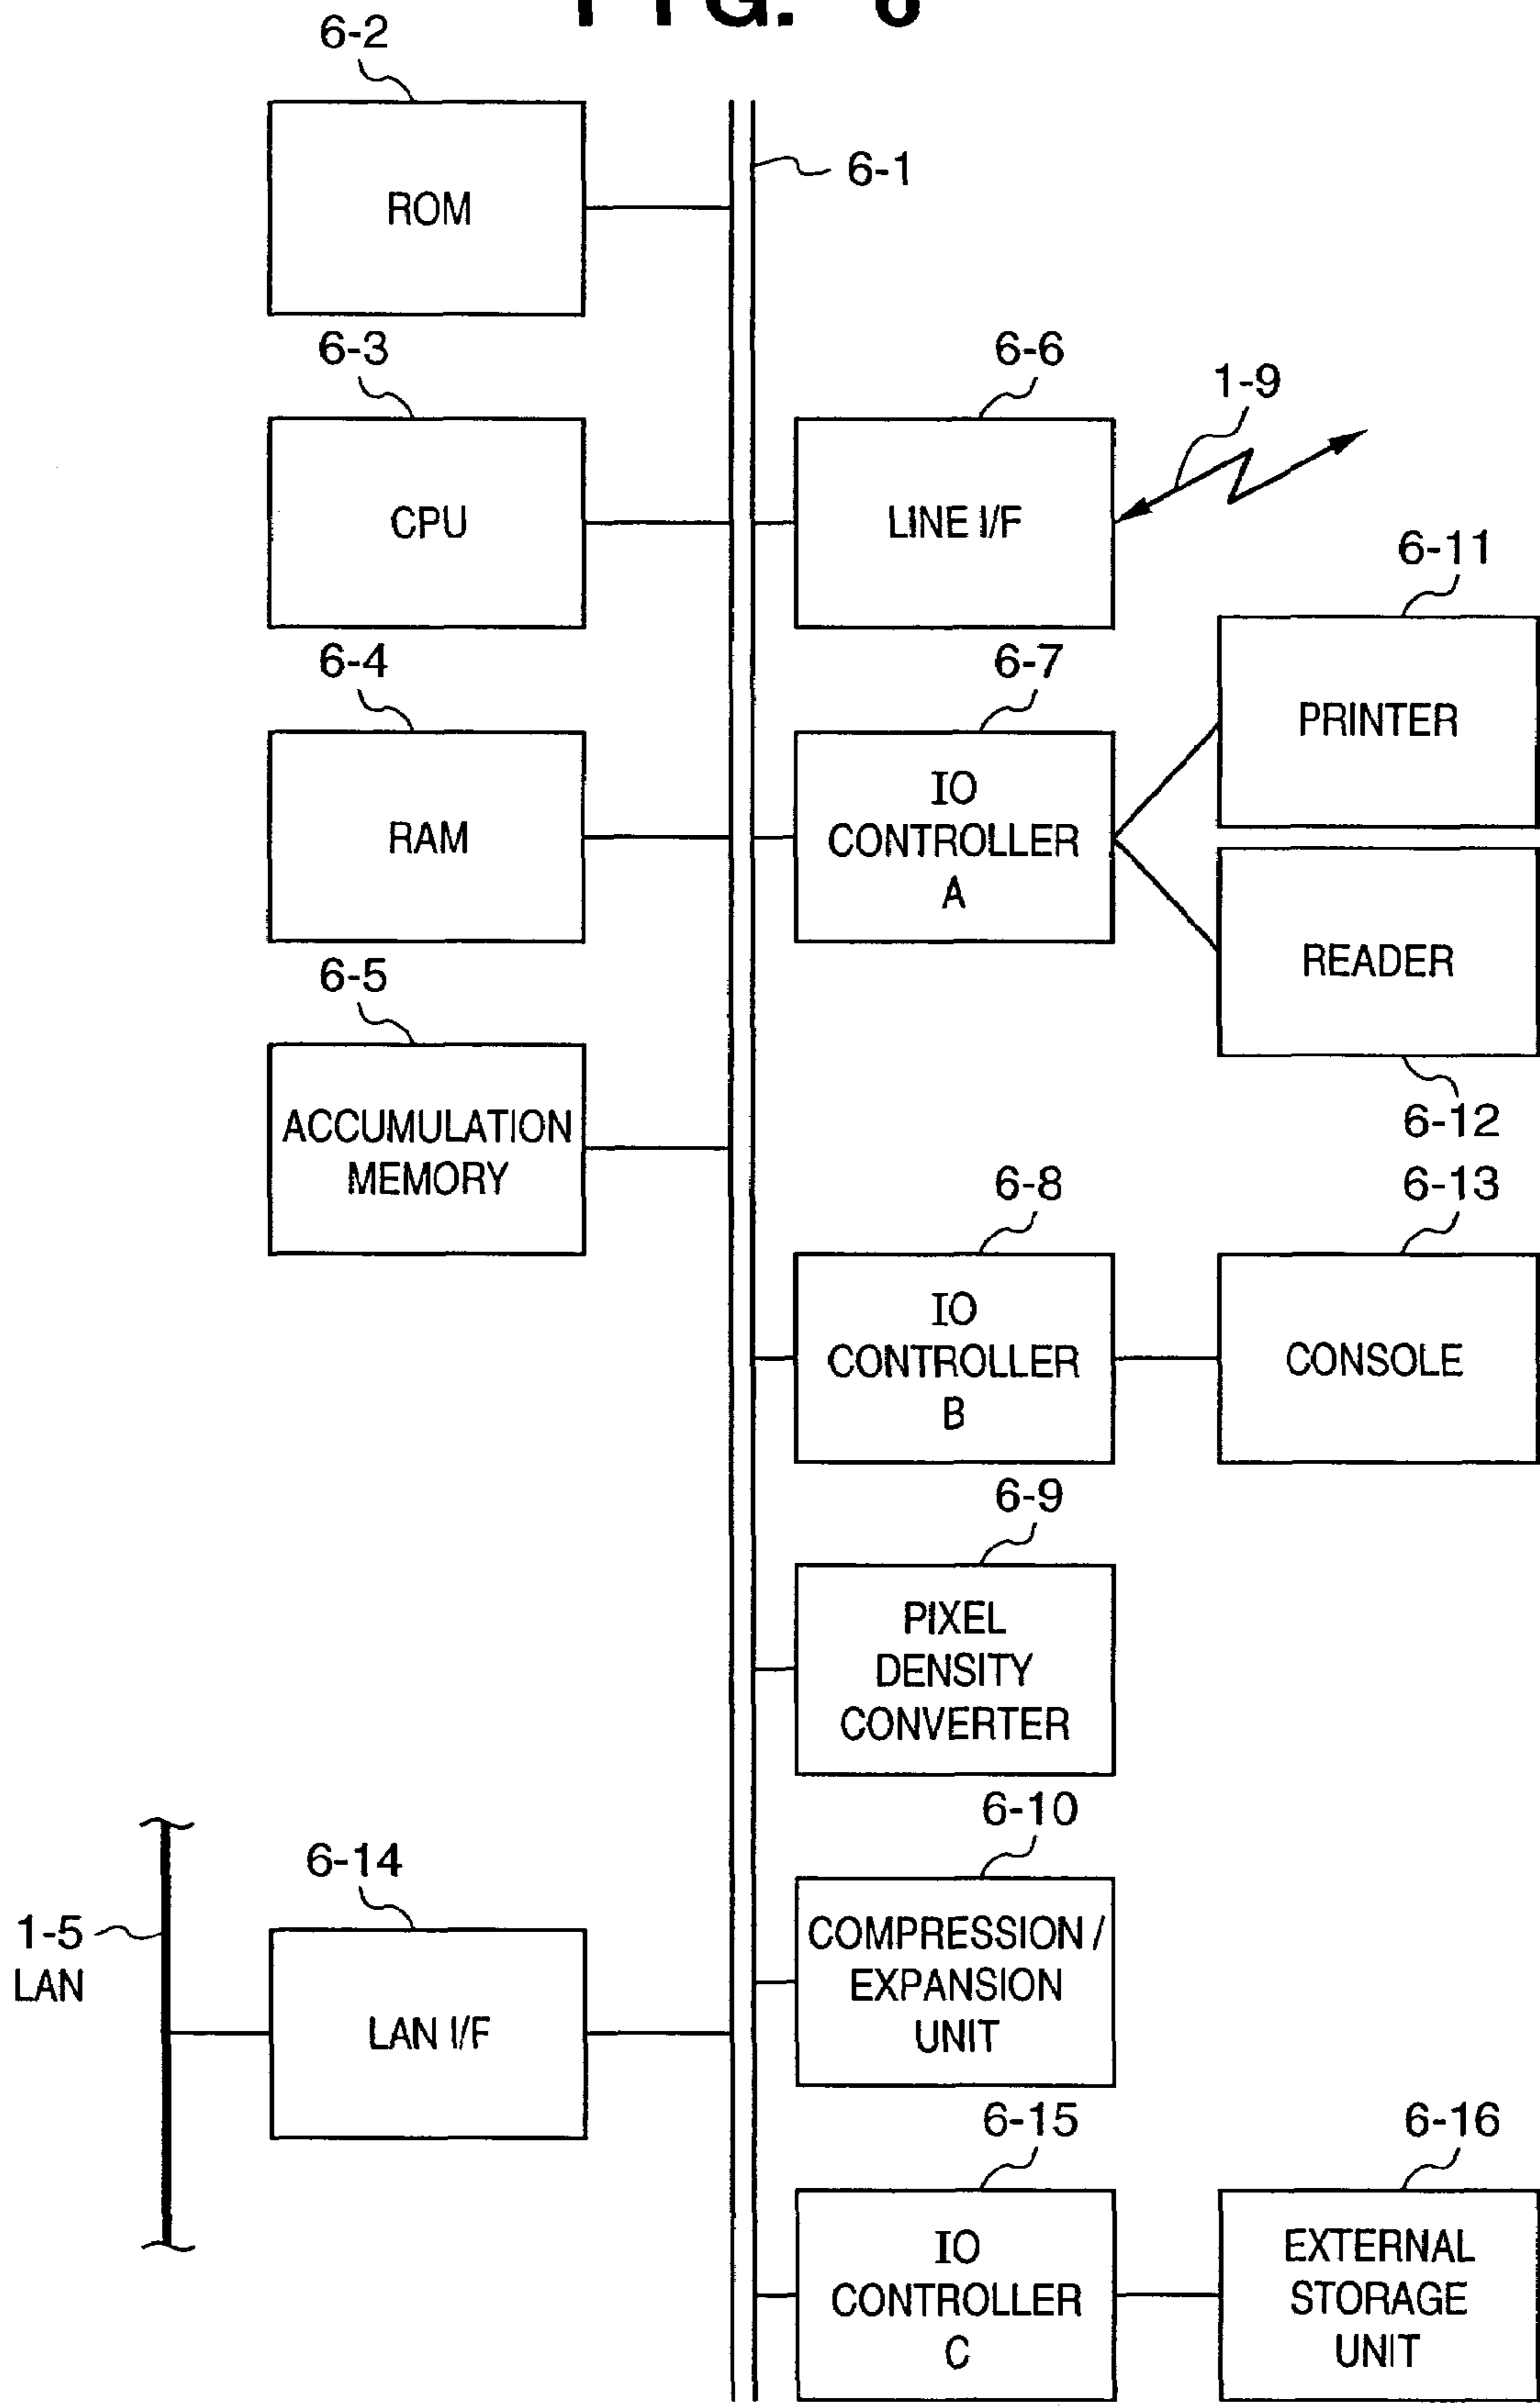 FIG. 6
6-2
ROM
6-1
6-3
CPU
6-6
LINE I/F
1-9
6-4
RAM
6-7
IO
CONTROLLER
A
6-11
PRINTER
READER
6-12
6-5
ACCUMULATION
MEMORY
6-8
IO
CONTROLLER
B
6-13
CONSOLE
6-9
PIXEL
DENSITY
CONVERTER
6-10
COMPRESSION /
EXPANSION
UNIT
1-5
LAN
6-14
LAN I/F
6-15
IO
CONTROLLER
C
6-16
EXTERNAL
STORAGE
UNIT